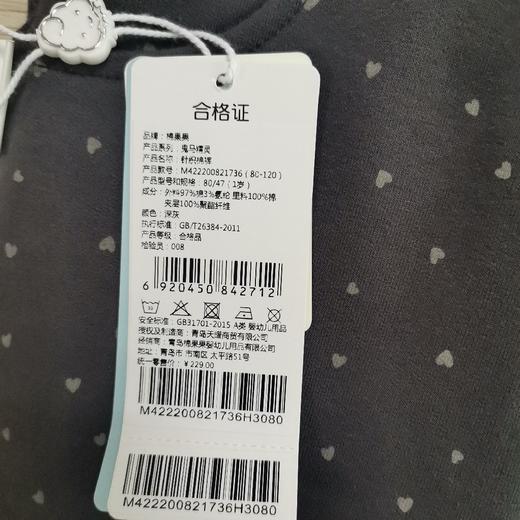 合格证
品牌：棉果果
产品系列：鬼马精灵
产品名称：针织棉裤
产品款号：M422200821736（80-120）
产品型号和规格：80/47（1岁）
成分：外料97%棉3%氨纶 里料100%棉
夹层100%聚酯纤维
颜色：深灰
执行标准：GB/T26384-2011
产品等级：合格品
检验员：008
6 920450 842712
安全标准：GB31701-2015 A类 婴幼儿用品
授权及制造商：青岛天缘商贸有限公司
经销商：青岛棉果果婴幼儿用品有限公司
地址：青岛市 市南区 太平路51号
统一零售价：￥229.00
M422200821736H3080
M422200821736H3080